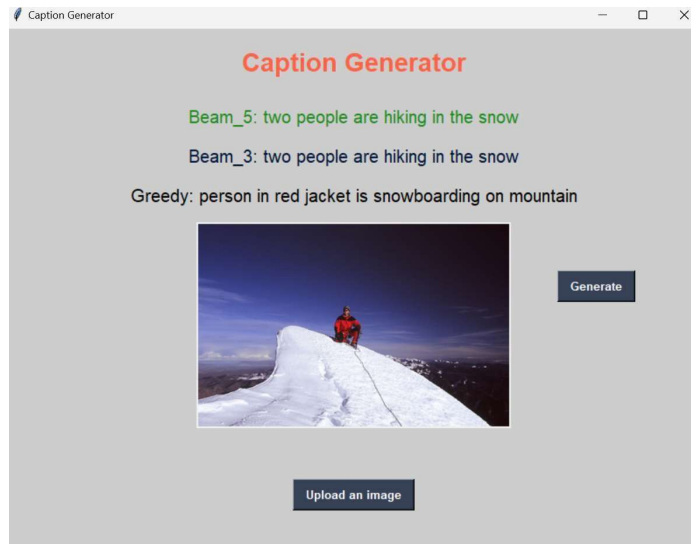 Caption Generator
Caption Generator
Beam_5: two people are hiking in the snow
Beam_3: two people are hiking in the snow
Greedy: person in red jacket is snowboarding on mountain
Generate
Upload an image